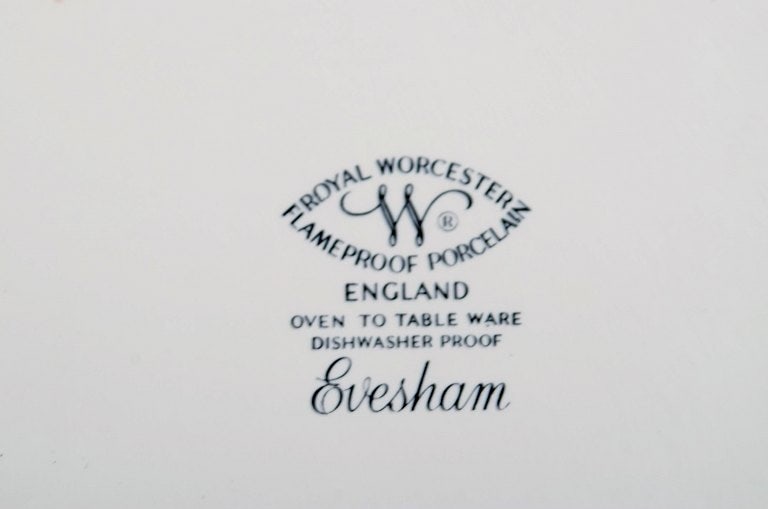 ROYAL WORCESTER
W ®
FLAMEPROOF PORCELAIN
ENGLAND
OVEN TO TABLE WARE
DISHWASHER PROOF
Evesham